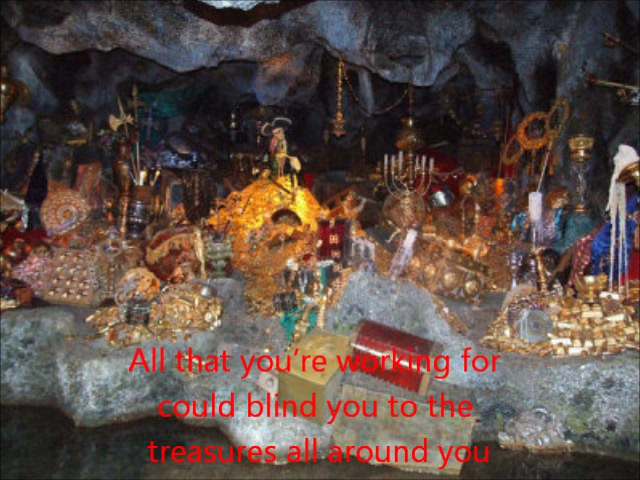 All that you're working for
could blind you to the
treasures all around you